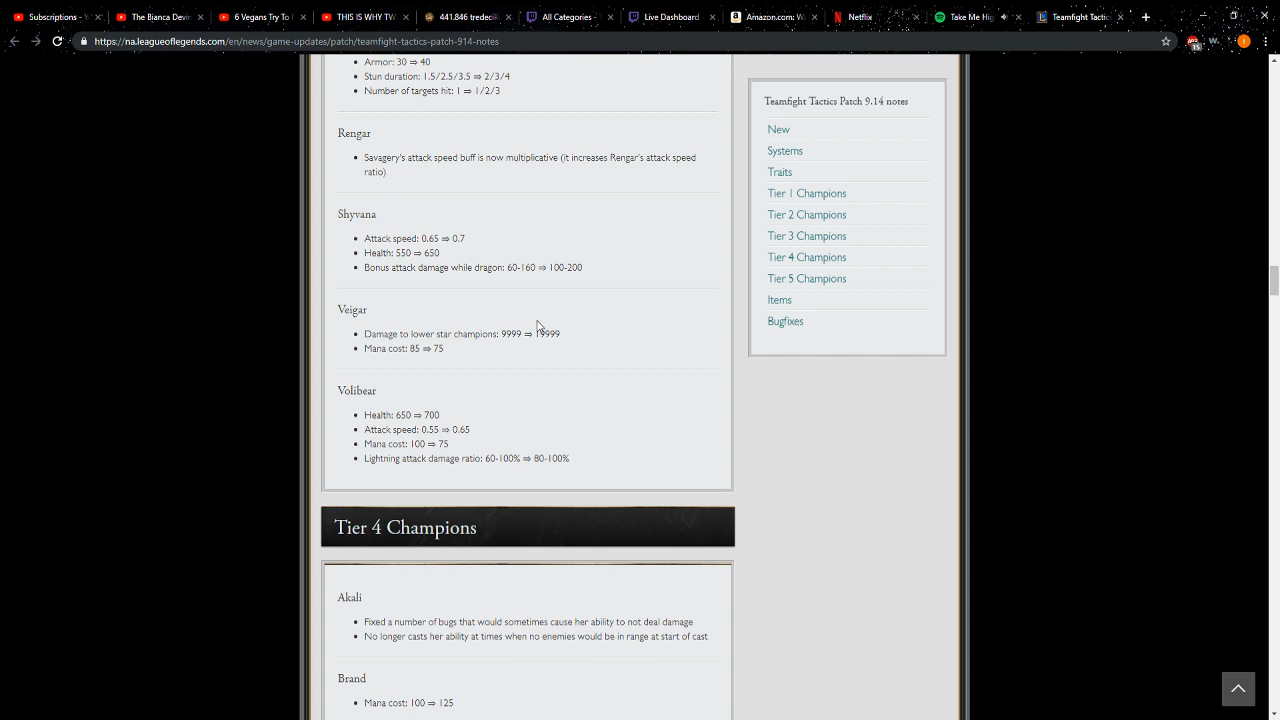 Subscriptions - Y
The Bianca Devin
6 Vegans Try To
THIS IS WHY TW
441.846 tredeci
All Categories -
Live Dashboard
Amazon.com: W
Netflix
Take Me Hig
Teamfight Tactic
https://na.leagueoflegends.com/en/news/game-updates/patch/teamfight-tactics-patch-914-notes
Armor: 30 ⇒ 40
Stun duration: 1.5/2.5/3.5 ⇒ 2/3/4
Number of targets hit: 1 ⇒ 1/2/3
Rengar
Savagery's attack speed buff is now multiplicative (it increases Rengar's attack speed
ratio)
Shyvana
Attack speed: 0.65 ⇒ 0.7
Health: 550 ⇒ 650
Bonus attack damage while dragon: 60-160 ⇒ 100-200
Veigar
Damage to lower star champions: 9999 ⇒ 19999
Mana cost: 85 ⇒ 75
Volibear
Health: 650 ⇒ 700
Attack speed: 0.55 ⇒ 0.65
Mana cost: 100 ⇒ 75
Lightning attack damage ratio: 60-100% ⇒ 80-100%
Tier 4 Champions
Akali
Fixed a number of bugs that would sometimes cause her ability to not deal damage
No longer casts her ability at times when no enemies would be in range at start of cast
Brand
Mana cost: 100 ⇒ 125
Teamfight Tactics Patch 9.14 notes
New
Systems
Traits
Tier 1 Champions
Tier 2 Champions
Tier 3 Champions
Tier 4 Champions
Tier 5 Champions
Items
Bugfixes